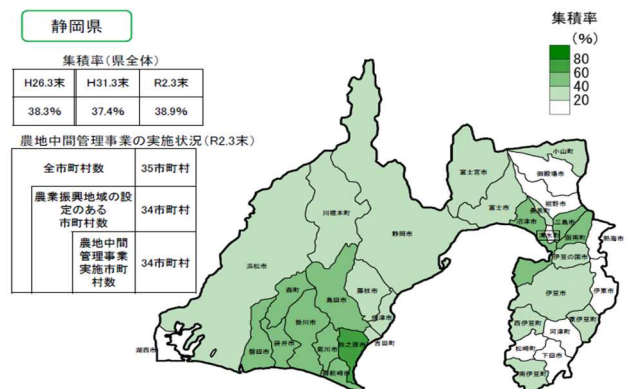 静岡県
集積率(県全体)
H26.3末 H31.3末 R2.3末
38.3% 37.4% 38.9%
農地中間管理事業の実施状況(R2.3末)
全市町村数 35市町村
農業振興地域の設
定のある
市町村数
34市町村
農地中間
管理事業
実施市町
村数
34市町村
集積率
(%)
80
60
40
20
小山町
御殿場市
富士宮市
裾野市
富士市
長泉町
沼津市
三島市
清水町
函南町
熱海市
伊豆の国市
川根本町
静岡市
浜松市
伊豆市
伊東市
森町
島田市
藤枝市
焼津市
東伊豆町
西伊豆町
掛川市
吉田町
河津町
湖西市
磐田市
袋井市
菊川市
牧之原市
松崎町
下田市
御前崎市
南伊豆町